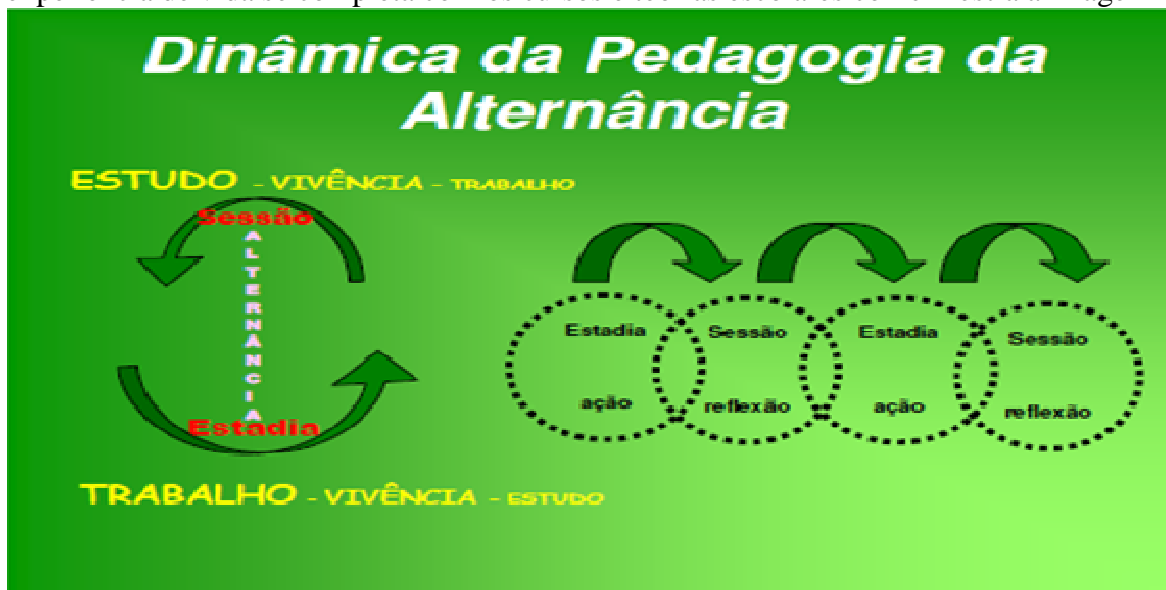 Dinâmica da Pedagogia da
Alternância
ESTUDO - VIVÊNCIA - TRABALHO
Sessão
ALTERNANCIA
Estadia
TRABALHO - VIVÊNCIA - ESTUDO
Estadia
ação
Sessão
reflexão
Estadia
ação
Sessão
reflexão